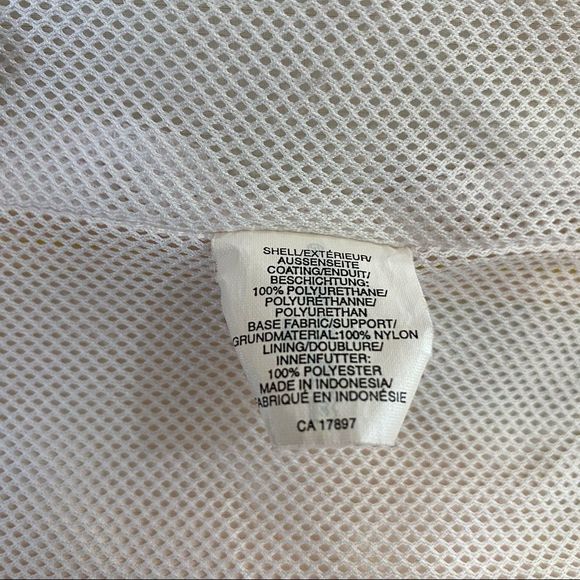 SHELL/EXTÉRIEUR/
AUSSENSEITE
COATING/ENDUIT/
BESCHICHTUNG:
100% POLYURETHANE/
POLYURÉTHANNE/
POLYURETHAN
BASE FABRIC/SUPPORT/
GRUNDMATERIAL:100% NYLON
LINING/DOUBLURE/
INNENFUTTER:
100% POLYESTER
MADE IN INDONESIA/
FABRIQUÉ EN INDONÉSIE
CA 17897